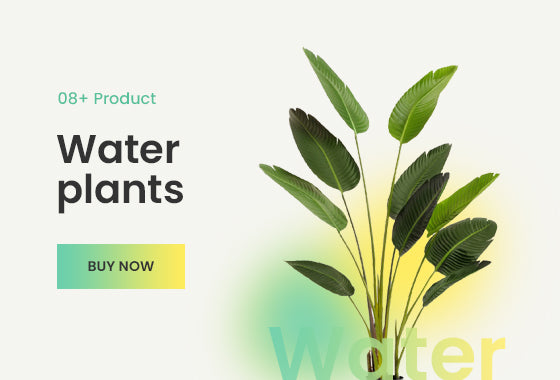 08+ Product
Water
plants
BUY NOW
Water